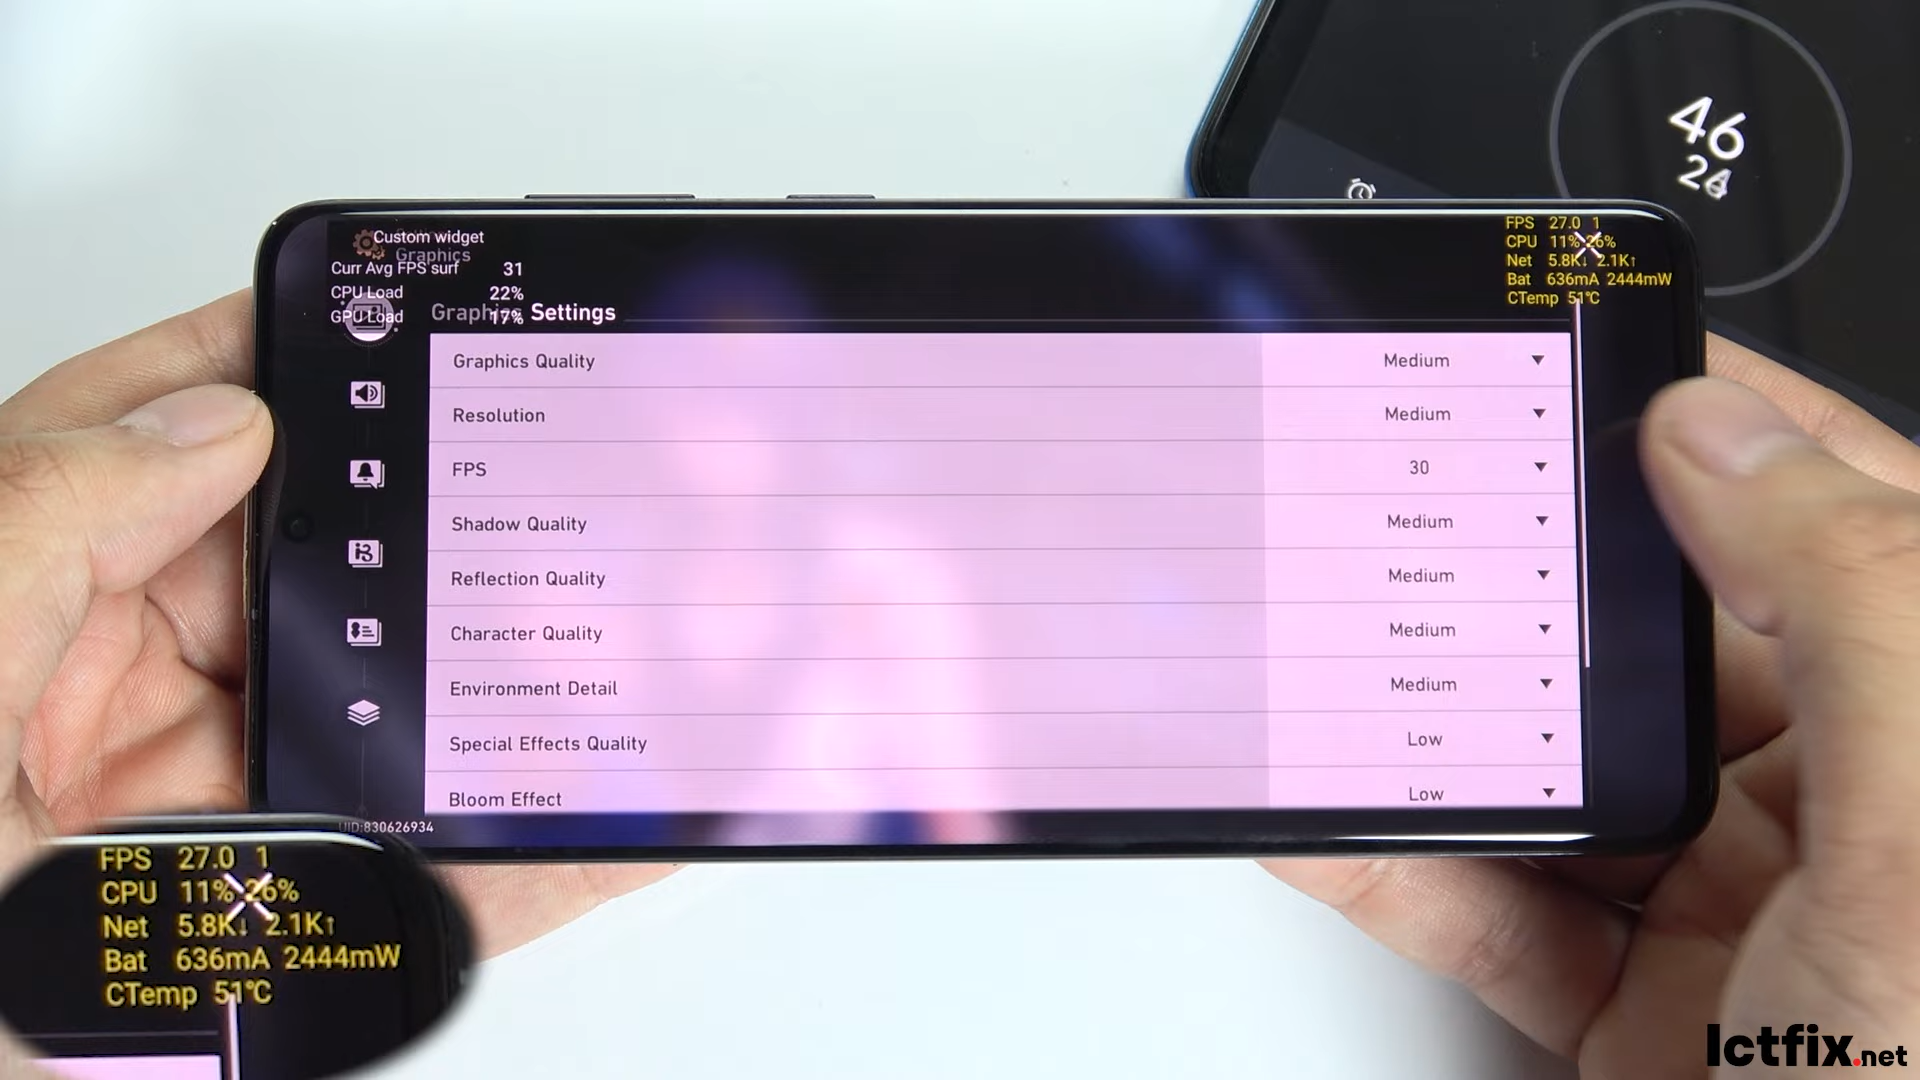 46
Custom widget
Graphics
Curr Avg FPS surf 31
CPU Load 22%
GPU Load 17%
Graphics Settings
FPS 27.0 1
CPU 11% 26%
Net 5.8K↓ 2.1K↑
Bat 636mA 2444mW
CTemp 51°C
Graphics Quality Medium
Resolution Medium
FPS 30
Shadow Quality Medium
Reflection Quality Medium
Character Quality Medium
Environment Detail Medium
Special Effects Quality Low
Bloom Effect Low
UID:830626934
FPS 27.0 1
CPU 11% 26%
Net 5.8K↓ 2.1K↑
Bat 636mA 2444mW
CTemp 51°C
Ictfix.net